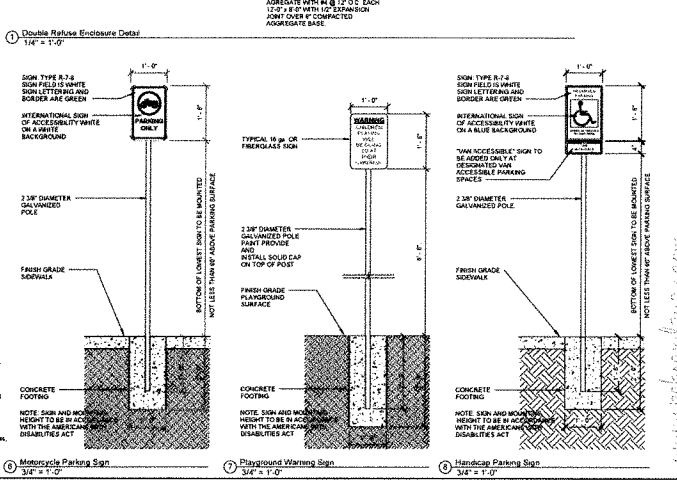 AGREGATE WITH #4 @ 12" O.C. EACH
12'-0" x 8'-0" WITH 1/2" EXPANSION
JOINT OVER 6" COMPACTED
AGGREGATE BASE.
1 Double Refuse Enclosure Detail
1/4" = 1'-0"
1'-0"
SIGN: TYPE R-7-8
SIGN FIELD IS WHITE
SIGN LETTERING AND
BORDER ARE GREEN
INTERNATIONAL SIGN
OF ACCESSIBILITY WHITE
ON A WHITE
BACKGROUND
PARKING
ONLY
1'-6"
2 3/8" DIAMETER
GALVANIZED
POLE
BOTTOM OF LOWEST SIGN TO BE MOUNTED
NOT LESS THAN 60" ABOVE PARKING SURFACE
FINISH GRADE
SIDEWALK
CONCRETE
FOOTING
NOTE: SIGN AND MOUNTING
HEIGHT TO BE IN ACCORDANCE
WITH THE AMERICANS WITH
DISABILITIES ACT
6 Motorcycle Parking Sign
3/4" = 1'-0"
1'-0"
WARNING
TYPICAL 16 ga. OR
FIBERGLASS SIGN
1'-6"
2 3/8" DIAMETER
GALVANIZED POLE
PAINT PROVIDE
AND
INSTALL SOLID CAP
ON TOP OF POST
FINISH GRADE
PLAYGROUND
SURFACE
CONCRETE
FOOTING
NOTE: SIGN AND MOUNTING
HEIGHT TO BE IN ACCORDANCE
WITH THE AMERICANS WITH
DISABILITIES ACT
7 Playground Warning Sign
3/4" = 1'-0"
1'-0"
SIGN: TYPE R-7-8
SIGN FIELD IS WHITE
SIGN LETTERING AND
BORDER ARE GREEN
INTERNATIONAL SIGN
OF ACCESSIBILITY WHITE
ON A BLUE BACKGROUND
"VAN ACCESSIBLE" SIGN TO
BE ADDED ONLY AT
DESIGNATED VAN
ACCESSIBLE PARKING
SPACES
1'-6"
2 3/8" DIAMETER
GALVANIZED POLE
BOTTOM OF LOWEST SIGN TO BE MOUNTED
NOT LESS THAN 60" ABOVE PARKING SURFACE
FINISH GRADE
SIDEWALK
CONCRETE
FOOTING
NOTE: SIGN AND MOUNTING
HEIGHT TO BE IN ACCORDANCE
WITH THE AMERICANS WITH
DISABILITIES ACT
8 Handicap Parking Sign
3/4" = 1'-0"